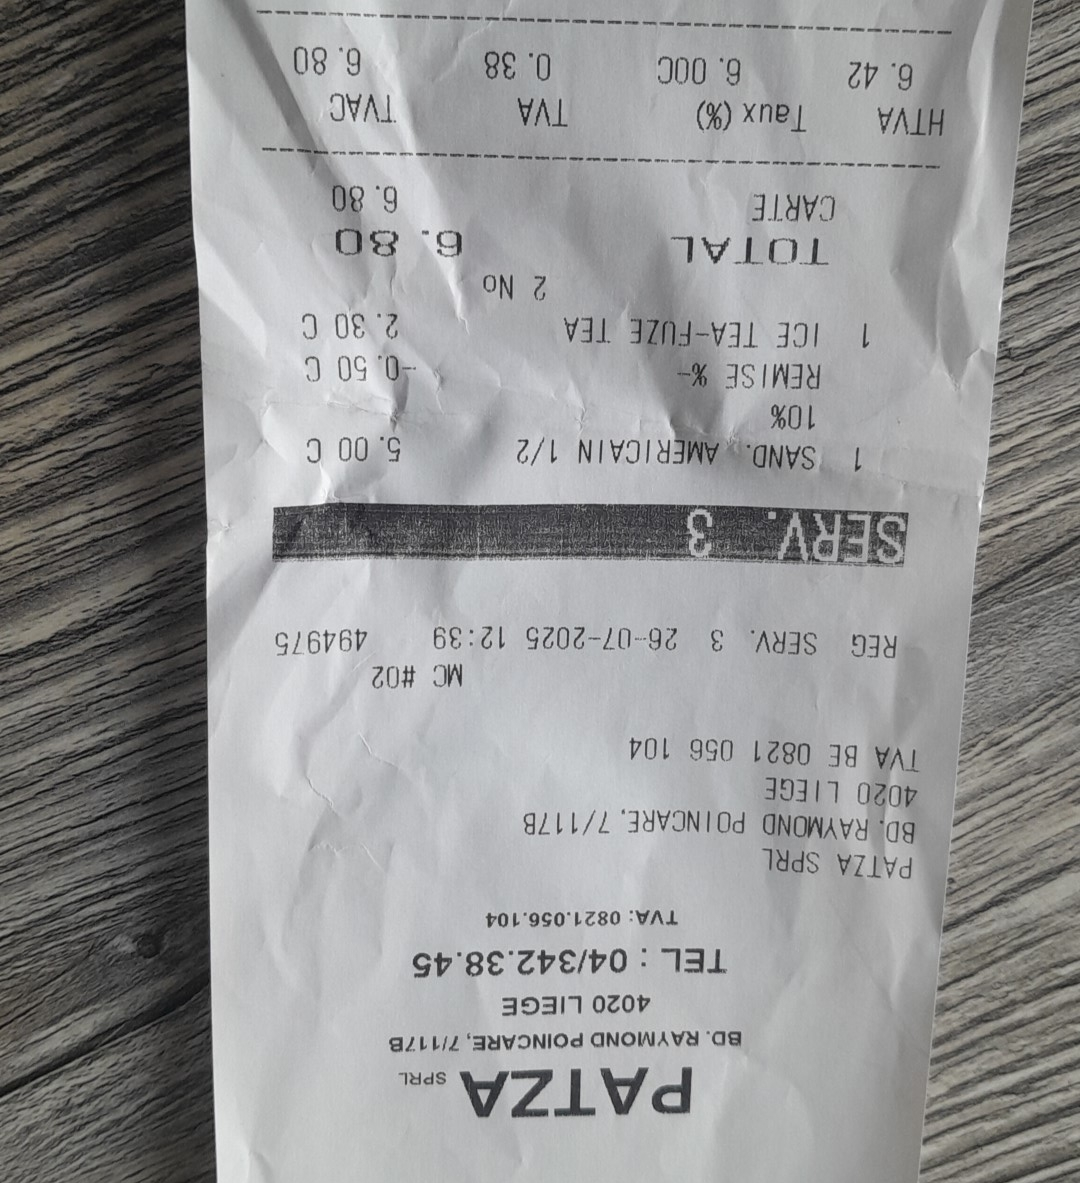 PATZA SPRL
BD. RAYMOND POINCARE, 7/117B
4020 LIEGE
TEL : 04/342.38.45
TVA: 0821.056.104
PATZA SPRL
BD. RAYMOND POINCARE, 7/117B
4020 LIEGE
TVA BE 0821 056 104
MC #02
REG SERV. 3 26-07-2025 12:39 494975
SERV. 3
1 SAND. AMERICAIN 1/2 5.00 C
10%
REMISE %- -0.50 C
1 ICE TEA-FUZE TEA 2.30 C
2 No
TOTAL 6.80
CARTE 6.80
HTVA Taux (%) TVA TVAC
6.42 6.00C 0.38 6.80